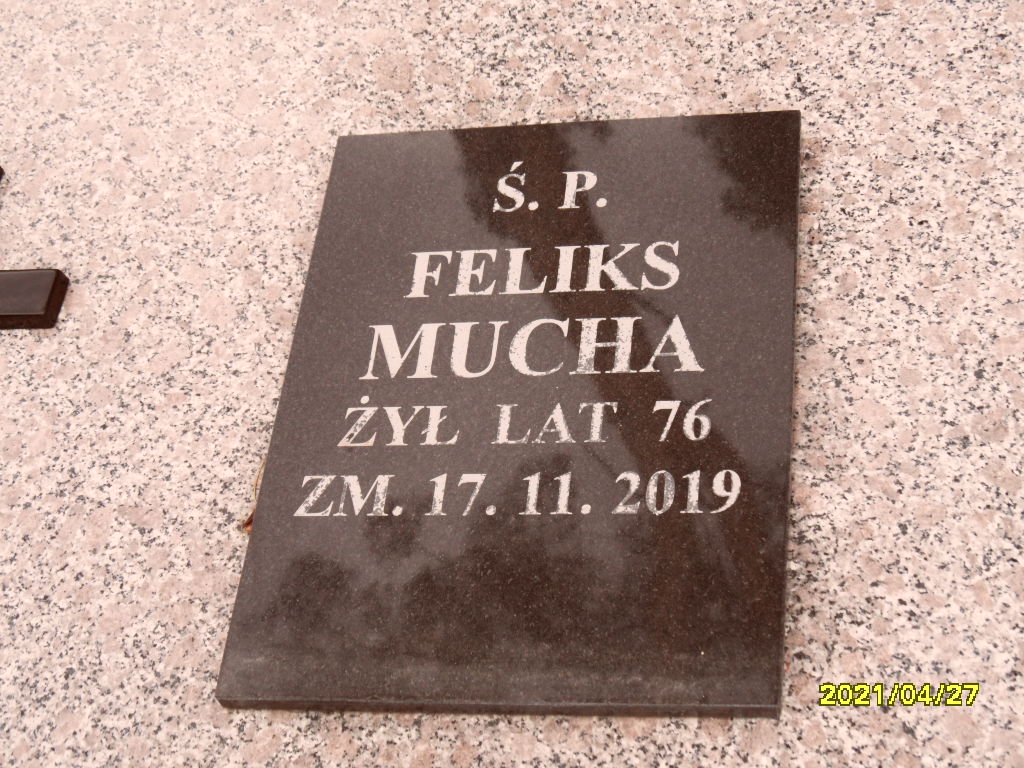 Ś. P.
FELIKS
MUCHA
ŻYŁ LAT 76
ZM. 17. 11. 2019
2021/04/27